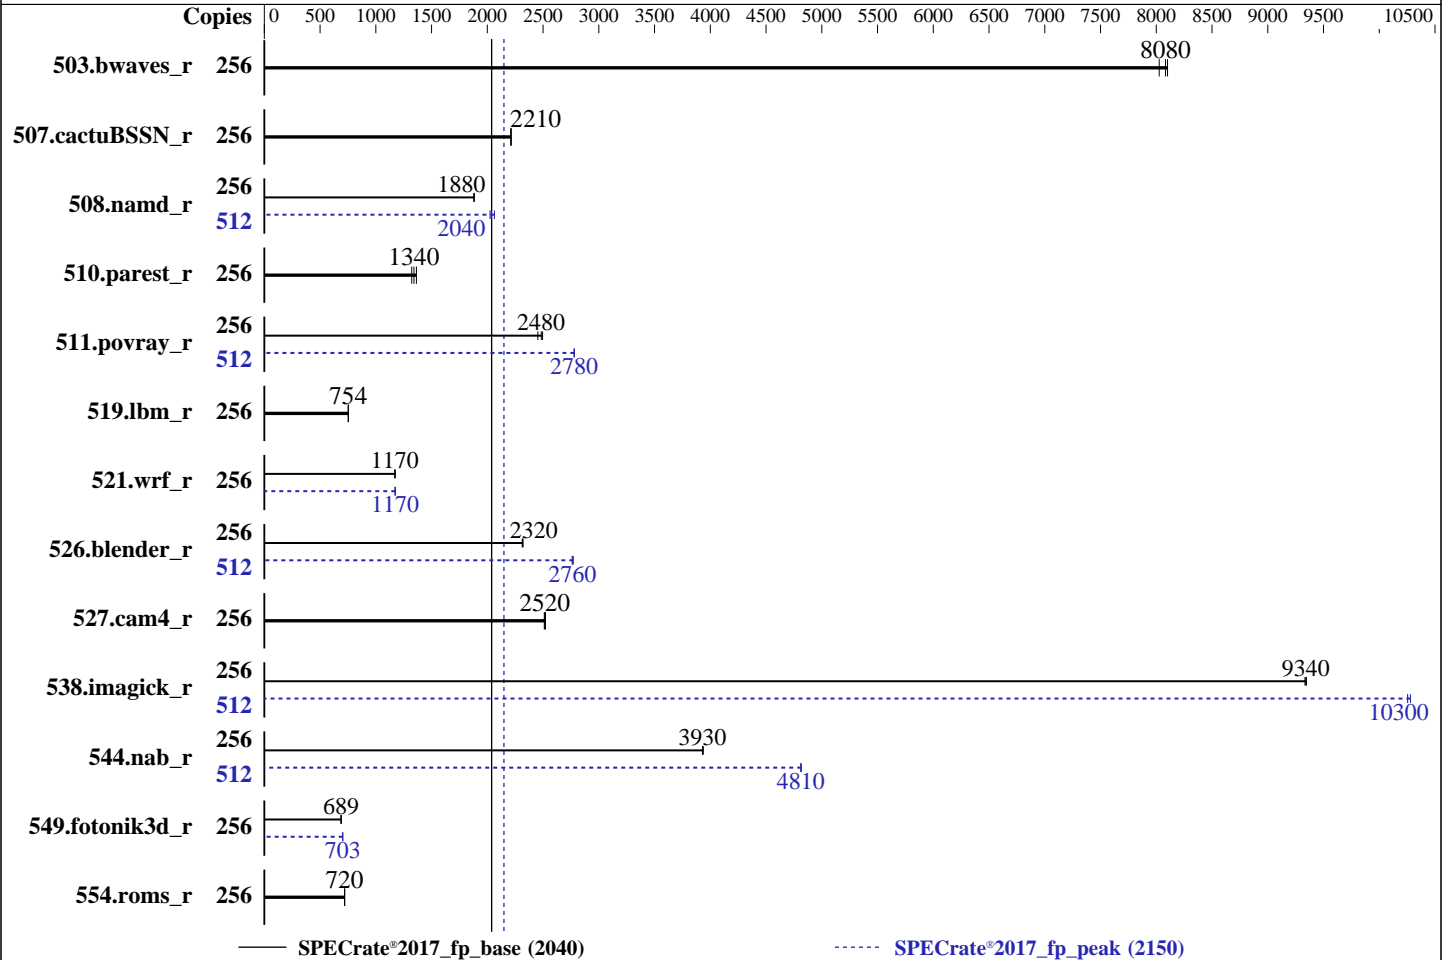 Copies 0 500 1000 1500 2000 2500 3000 3500 4000 4500 5000 5500 6000 6500 7000 7500 8000 8500 9000 9500 10500
503.bwaves_r 256 8080
507.cactuBSSN_r 256 2210
508.namd_r 256 1880
512 2040
510.parest_r 256 1340
511.povray_r 256 2480
512 2780
519.lbm_r 256 754
521.wrf_r 256 1170
1170
526.blender_r 256 2320
512 2760
527.cam4_r 256 2520
538.imagick_r 256 9340
512 10300
544.nab_r 256 3930
512 4810
549.fotonik3d_r 256 689
703
554.roms_r 256 720
SPECrate®2017_fp_base (2040) SPECrate®2017_fp_peak (2150)